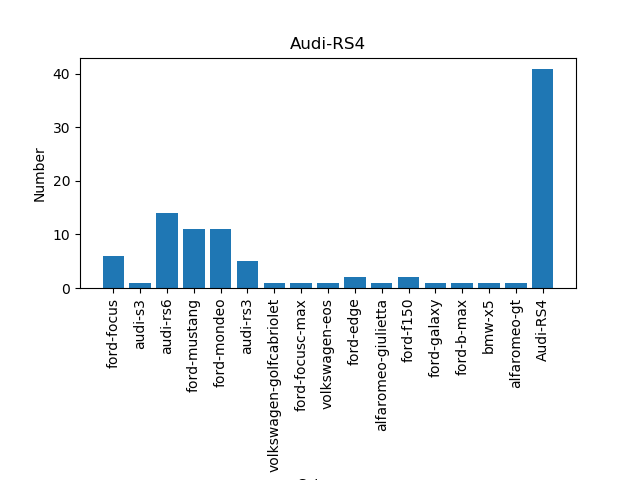 Audi-RS4
Number
40
30
20
10
0
ford-focus
audi-s3
audi-rs6
ford-mustang
ford-mondeo
audi-rs3
volkswagen-golfcabriolet
ford-focusc-max
volkswagen-eos
ford-edge
alfaromeo-giulietta
ford-f150
ford-galaxy
ford-b-max
bmw-x5
alfaromeo-gt
Audi-RS4